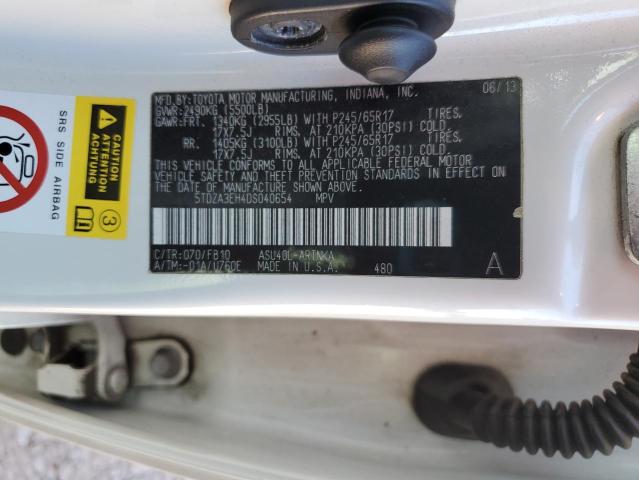 MFD. BY: TOYOTA MOTOR MANUFACTURING, INDIANA, INC. 06/13
GVWR: 2490KG (5500LB)
GAWR: FRT. 1340KG (2955LB) WITH P245/65R17 TIRES,
17X7.5J RIMS, AT 210KPA (30PSI) COLD
RR. 1405KG (3100LB) WITH P245/65R17 TIRES,
17X7.5J RIMS, AT 210KPA (30PSI) COLD
THIS VEHICLE CONFORMS TO ALL APPLICABLE FEDERAL MOTOR
VEHICLE SAFETY AND THEFT PREVENTION STANDARDS IN EFFECT ON
THE DATE OF MANUFACTURE SHOWN ABOVE.
5TDZA3EH4DS040654 MPV
C/TR: 070/FB10 ASU40L-ARTNKA
A/TM: -01A/U760E MADE IN U.S.A. 480 A
SRS SIDE AIRBAG
CAUTION
ACHTUNG
ATTENTION
3